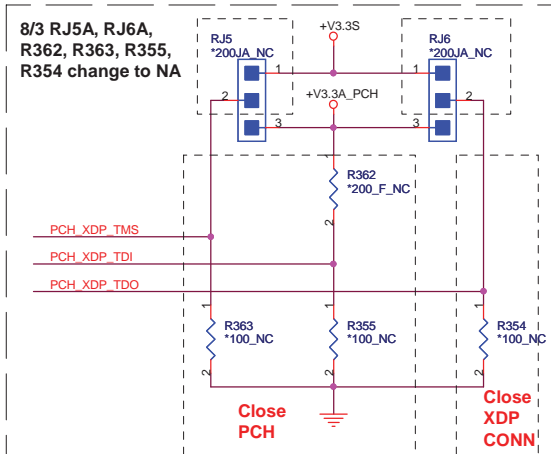 8/3 RJ5A, RJ6A,
R362, R363, R355,
R354 change to NA
RJ5
*200JA_NC
+V3.3S
RJ6
*200JA_NC
1
1
2
2
+V3.3A_PCH
3
3
1
R362
*200_F_NC
2
PCH_XDP_TMS
PCH_XDP_TDI
PCH_XDP_TDO
1
1
1
R363
*100_NC
R355
*100_NC
R354
*100_NC
2
2
2
Close
PCH
Close
XDP
CONN